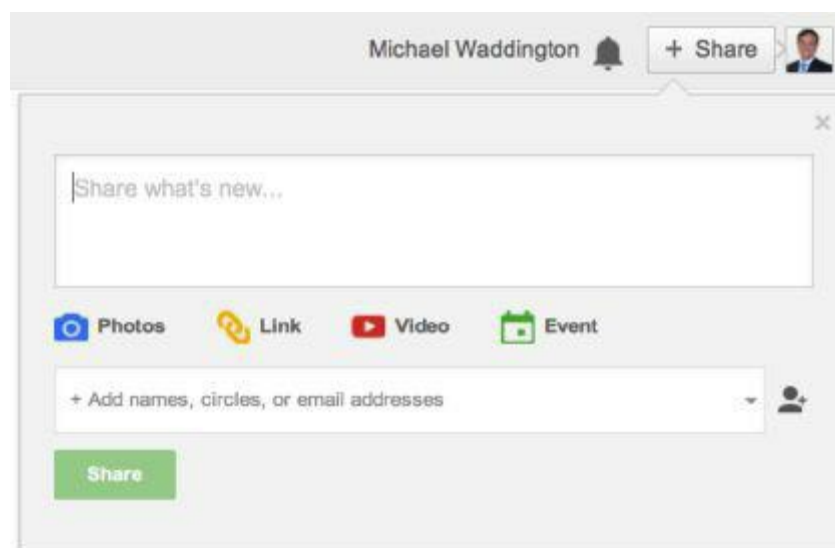 Michael Waddington + Share
Share what's new...
Photos Link Video Event
+ Add names, circles, or email addresses
Share